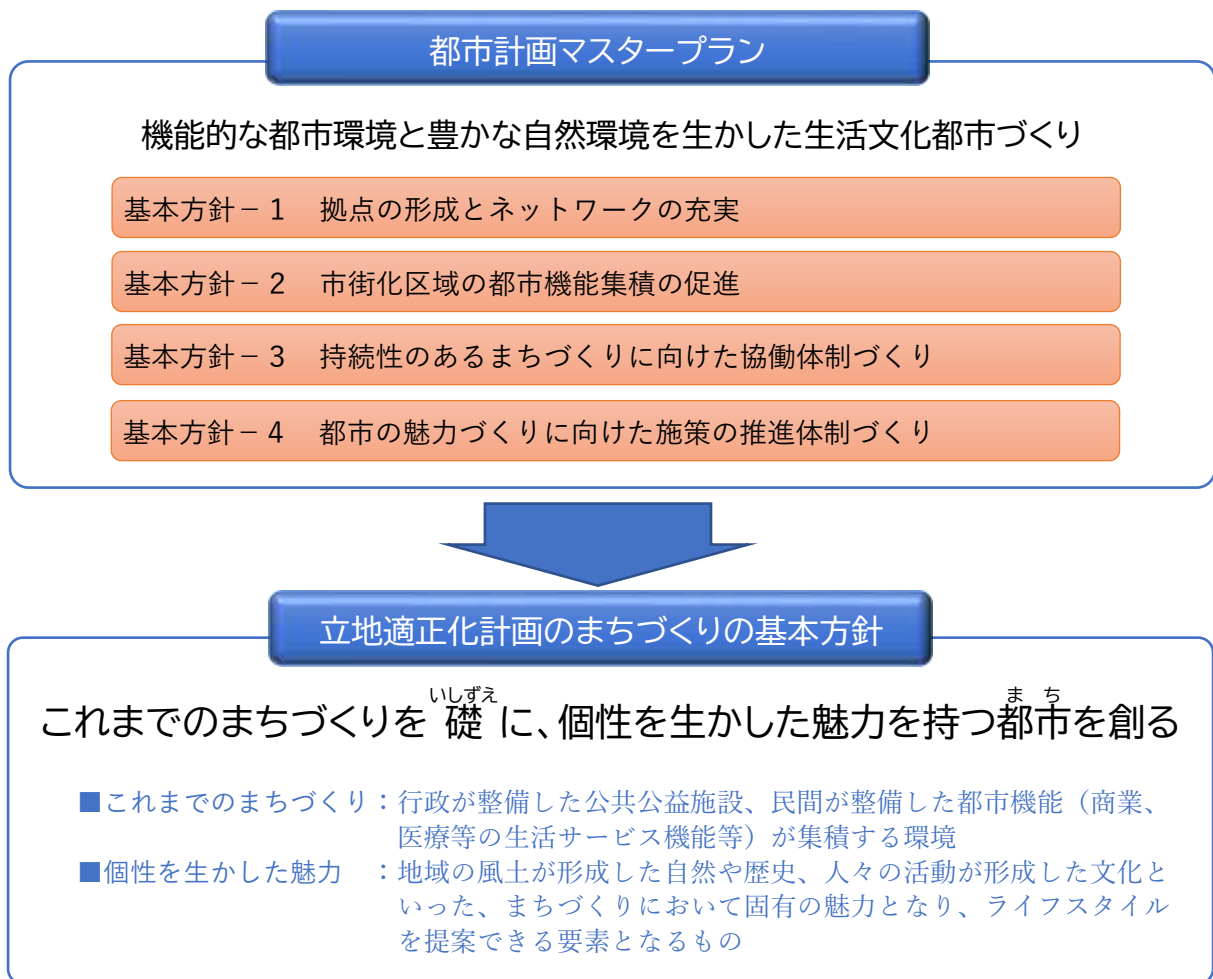 都市計画マスタープラン
機能的な都市環境と豊かな自然環境を生かした生活文化都市づくり
基本方針－1　拠点の形成とネットワークの充実
基本方針－2　市街化区域の都市機能集積の促進
基本方針－3　持続性のあるまちづくりに向けた協働体制づくり
基本方針－4　都市の魅力づくりに向けた施策の推進体制づくり
立地適正化計画のまちづくりの基本方針
いしずえ　まち
これまでのまちづくりを礎に、個性を生かした魅力を持つ都市を創る
■これまでのまちづくり：行政が整備した公共公益施設、民間が整備した都市機能（商業、
医療等の生活サービス機能等）が集積する環境
■個性を生かした魅力　：地域の風土が形成した自然や歴史、人々の活動が形成した文化と
いった、まちづくりにおいて固有の魅力となり、ライフスタイル
を提案できる要素となるもの